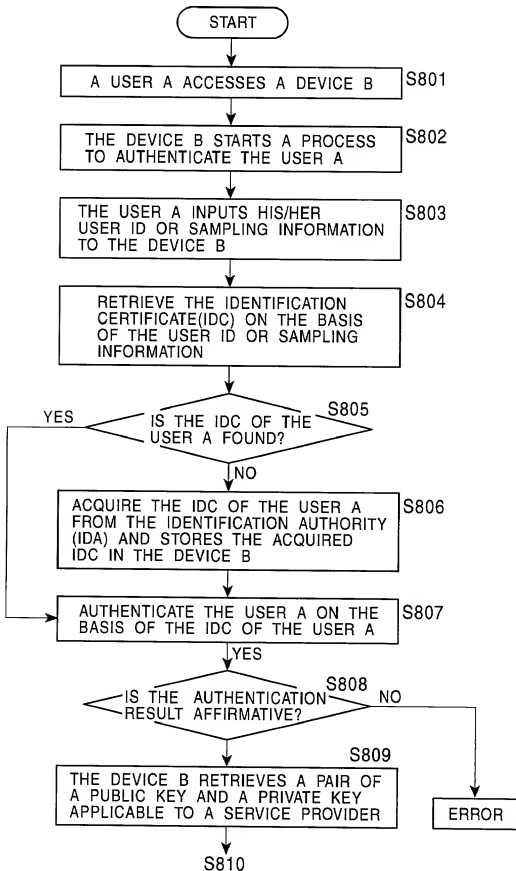 START
A USER A ACCESSES A DEVICE B
S801
THE DEVICE B STARTS A PROCESS
TO AUTHENTICATE THE USER A
S802
THE USER A INPUTS HIS/HER
USER ID OR SAMPLING INFORMATION
TO THE DEVICE B
S803
RETRIEVE THE IDENTIFICATION
CERTIFICATE(IDC) ON THE BASIS
OF THE USER ID OR SAMPLING
INFORMATION
S804
S805
YES
IS THE IDC OF THE
USER A FOUND?
NO
ACQUIRE THE IDC OF THE USER A
FROM THE IDENTIFICATION AUTHORITY
(IDA) AND STORES THE ACQUIRED
IDC IN THE DEVICE B
S806
AUTHENTICATE THE USER A ON THE
BASIS OF THE IDC OF THE USER A
S807
YES
S808
IS THE AUTHENTICATION
RESULT AFFIRMATIVE?
NO
S809
THE DEVICE B RETRIEVES A PAIR OF
A PUBLIC KEY AND A PRIVATE KEY
APPLICABLE TO A SERVICE PROVIDER
ERROR
S810